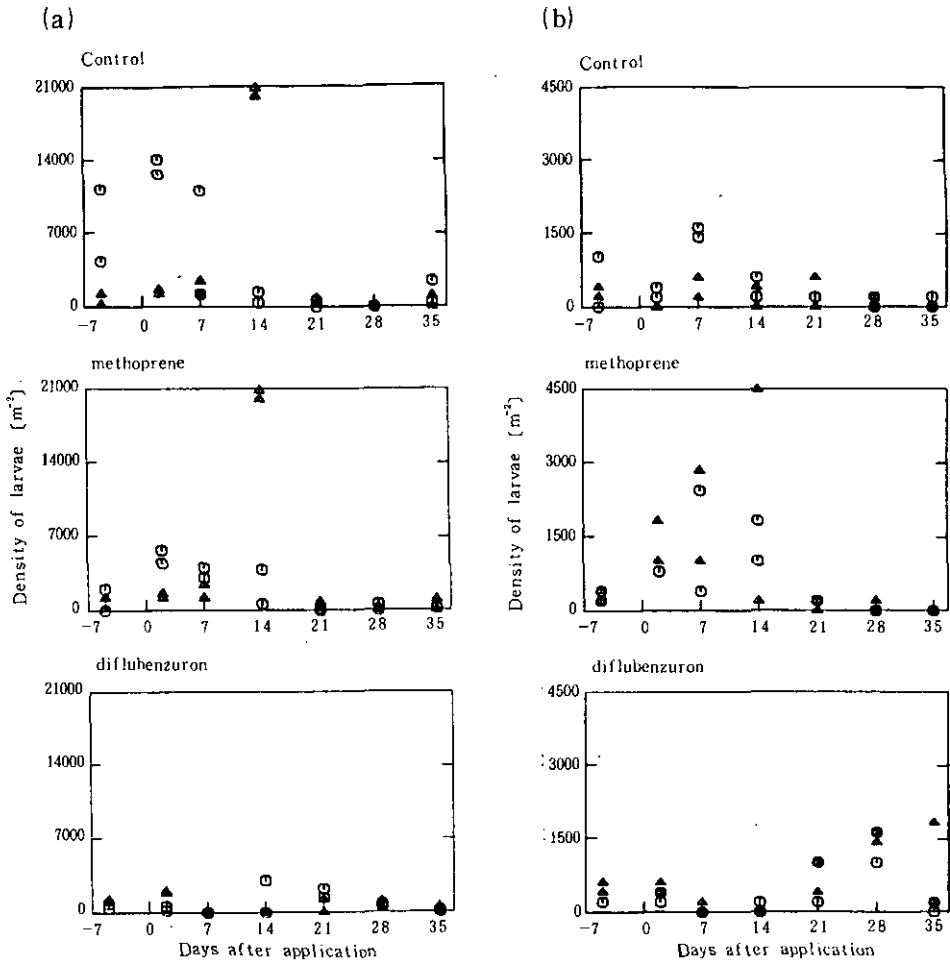 (a)
Control
21000
14000
7000
0
-7 0 7 14 21 28 35
methoprene
21000
14000
7000
0
-7 0 7 14 21 28 35
diflubenzuron
21000
14000
7000
0
-7 0 7 14 21 28 35
Density of larvae [m⁻²]
Days after application
(b)
Control
4500
3000
1500
0
-7 0 7 14 21 28 35
methoprene
4500
3000
1500
0
-7 0 7 14 21 28 35
diflubenzuron
4500
3000
1500
0
-7 0 7 14 21 28 35
Density of larvae [m⁻²]
Days after application